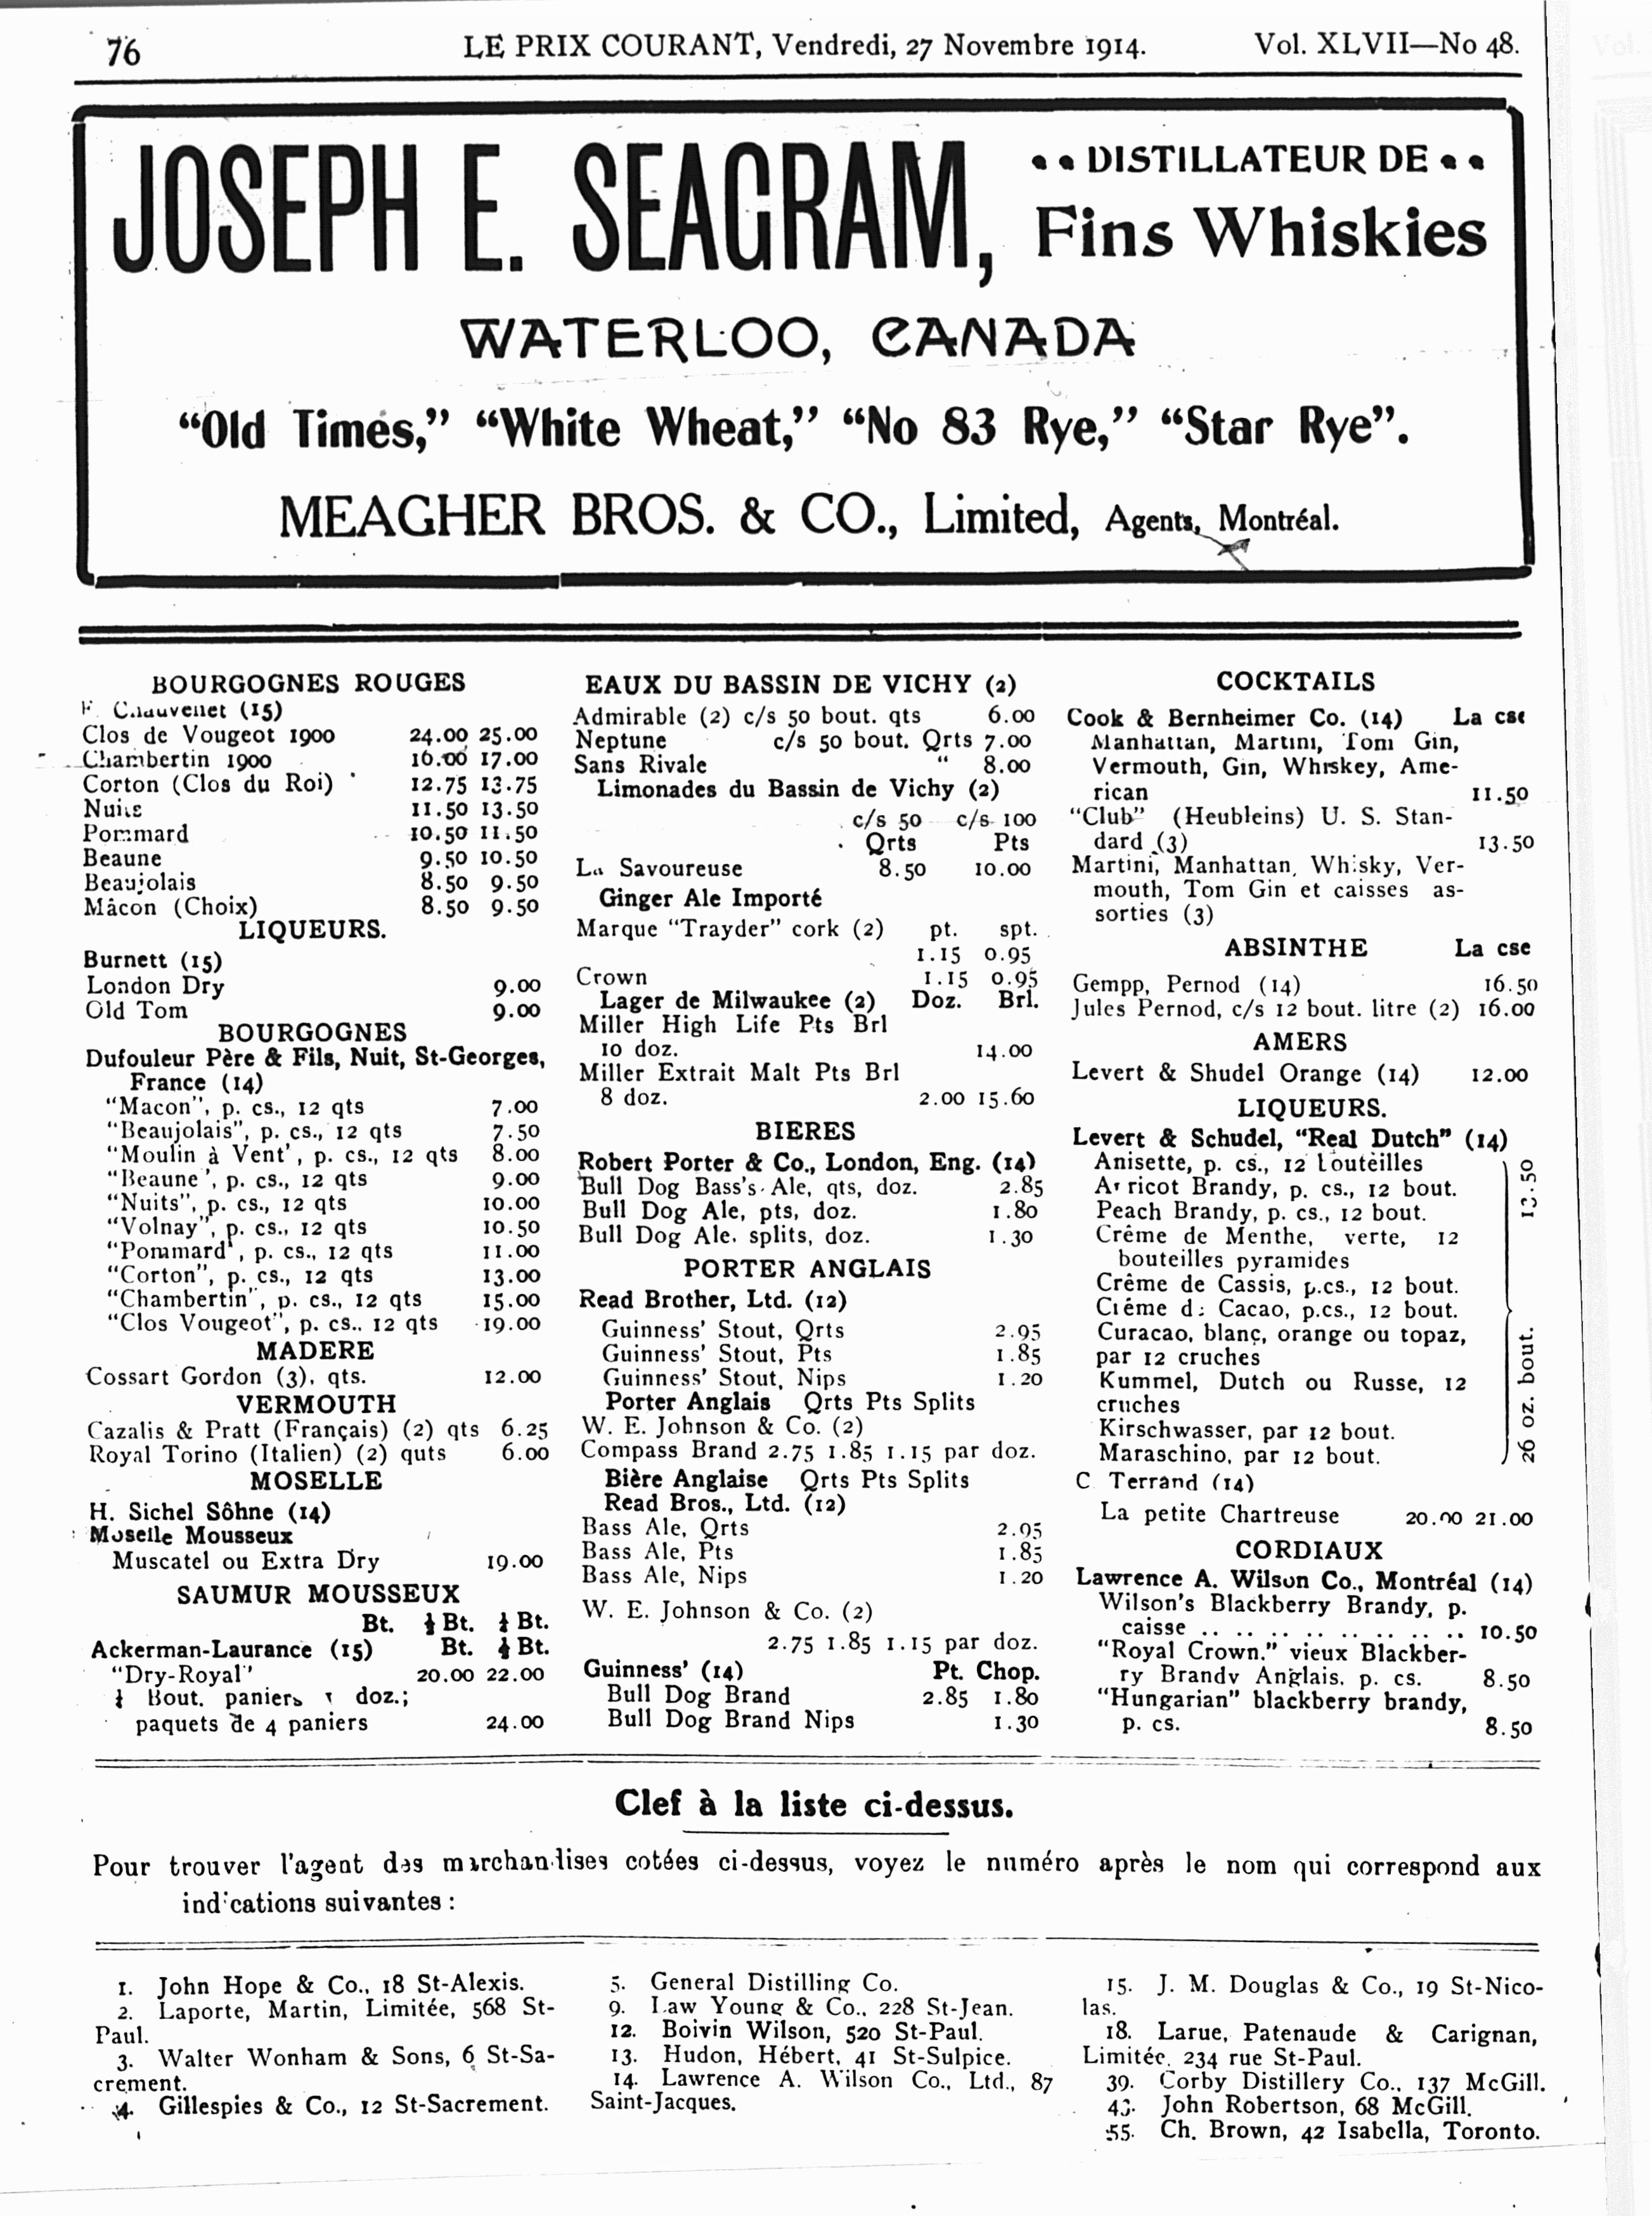 76
LE PRIX COURANT, Vendredi, 27 Novembre 1914.
Vol. XLVII—No 48.
JOSEPH E. SEAGRAM,
DISTILLATEUR DE
Fins Whiskies
WATERLOO, CANADA
“Old Times,” “White Wheat,” “No 83 Rye,” “Star Rye”.
MEAGHER BROS. & CO., Limited, Agents, Montréal.
BOURGOGNES ROUGES
F. Chauvenet (15)
Clos de Vougeot 1900 24.00 25.00
Chambertin 1900 16.00 17.00
Corton (Clos du Roi) 12.75 13.75
Nuits 11.50 13.50
Pommard 10.50 11.50
Beaune 9.50 10.50
Beaujolais 8.50 9.50
Mâcon (Choix) 8.50 9.50
LIQUEURS.
Burnett (15)
London Dry 9.00
Old Tom 9.00
BOURGOGNES
Dufouleur Père & Fils, Nuit, St-Georges,
France (14)
“Macon”, p. cs., 12 qts 7.00
“Beaujolais”, p. cs., 12 qts 7.50
“Moulin à Vent’, p. cs., 12 qts 8.00
“Beaune’, p. cs., 12 qts 9.00
“Nuits”, p. cs., 12 qts 10.00
“Volnay”, p. cs., 12 qts 10.50
“Pommard’, p. cs., 12 qts 11.00
“Corton”, p. cs., 12 qts 13.00
“Chambertin”, p. cs., 12 qts 15.00
“Clos Vougeot”, p. cs.. 12 qts 19.00
MADERE
Cossart Gordon (3), qts. 12.00
VERMOUTH
Cazalis & Pratt (Français) (2) qts 6.25
Royal Torino (Italien) (2) quts 6.00
MOSELLE
H. Sichel Sôhne (14)
Moselle Mousseux
Muscatel ou Extra Dry 19.00
SAUMUR MOUSSEUX
Bt. ½ Bt. ¼ Bt.
Ackerman-Laurance (15) Bt. ½ Bt.
“Dry-Royal” 20.00 22.00
Bout. paniers doz.;
paquets de 4 paniers 24.00
EAUX DU BASSIN DE VICHY (2)
Admirable (2) c/s 50 bout. qts 6.00
Neptune c/s 50 bout. Qrts 7.00
Sans Rivale “ 8.00
Limonades du Bassin de Vichy (2)
c/s 50 c/s 100
Qrts Pts
La Savoureuse 8.50 10.00
Ginger Ale Importé
Marque “Trayder” cork (2) pt. spt.
1.15 0.95
Crown 1.15 0.95
Lager de Milwaukee (2) Doz. Brl.
Miller High Life Pts Brl
10 doz. 14.00
Miller Extrait Malt Pts Brl
8 doz. 2.00 15.60
BIERES
Robert Porter & Co., London, Eng. (14)
Bull Dog Bass's Ale, qts, doz. 2.85
Bull Dog Ale, pts, doz. 1.80
Bull Dog Ale, splits, doz. 1.30
PORTER ANGLAIS
Read Brother, Ltd. (12)
Guinness' Stout, Qrts 2.95
Guinness' Stout, Pts 1.85
Guinness' Stout, Nips 1.20
Porter Anglais Qrts Pts Splits
W. E. Johnson & Co. (2)
Compass Brand 2.75 1.85 1.15 par doz.
Bière Anglaise Qrts Pts Splits
Read Bros., Ltd. (12)
Bass Ale, Qrts 2.95
Bass Ale, Pts 1.85
Bass Ale, Nips 1.20
W. E. Johnson & Co. (2)
2.75 1.85 1.15 par doz.
Guinness' (14) Pt. Chop.
Bull Dog Brand 2.85 1.80
Bull Dog Brand Nips 1.30
COCKTAILS
Cook & Bernheimer Co. (14) La cse
Manhattan, Martini, Tom Gin,
Vermouth, Gin, Whiskey, Ame-
rican 11.50
“Club” (Heubleins) U. S. Stan-
dard (3) 13.50
Martini, Manhattan, Whisky, Ver-
mouth, Tom Gin et caisses as-
sorties (3)
ABSINTHE La cse
Gempp, Pernod (14) 16.50
Jules Pernod, c/s 12 bout. litre (2) 16.00
AMERS
Levert & Shudel Orange (14) 12.00
LIQUEURS.
Levert & Schudel, “Real Dutch” (14)
Anisette, p. cs., 12 bouteilles
Apricot Brandy, p. cs., 12 bout.
Peach Brandy, p. cs., 12 bout.
Crême de Menthe, verte, 12
bouteilles pyramides
Crême de Cassis, p.cs., 12 bout.
Crême de Cacao, p.cs., 12 bout.
Curacao, blanc, orange ou topaz,
par 12 cruches
Kummel, Dutch ou Russe, 12
cruches
Kirschwasser, par 12 bout.
Maraschino, par 12 bout.
26 oz. bout. 13.50
C. Terrand (14)
La petite Chartreuse 20.00 21.00
CORDIAUX
Lawrence A. Wilson Co., Montréal (14)
Wilson's Blackberry Brandy, p.
caisse .. .. .. .. .. .. .. .. .. .. 10.50
“Royal Crown.” vieux Blackber-
ry Brandy Anglais, p. cs. 8.50
“Hungarian” blackberry brandy,
p. cs. 8.50
Clef à la liste ci-dessus.
Pour trouver l'agent des marchandises cotées ci-dessus, voyez le numéro après le nom qui correspond aux
indications suivantes :
1. John Hope & Co., 18 St-Alexis.
2. Laporte, Martin, Limitée, 568 St-
Paul.
3. Walter Wonham & Sons, 6 St-Sa-
crement.
4. Gillespies & Co., 12 St-Sacrement.
5. General Distilling Co.
9. Law Young & Co., 228 St-Jean.
12. Boivin Wilson, 520 St-Paul.
13. Hudon, Hébert, 41 St-Sulpice.
14. Lawrence A. Wilson Co., Ltd., 87
Saint-Jacques.
15. J. M. Douglas & Co., 19 St-Nico-
las.
18. Larue, Patenaude & Carignan,
Limitée, 234 rue St-Paul.
39. Corby Distillery Co., 137 McGill.
John Robertson, 68 McGill.
55. Ch. Brown, 42 Isabella, Toronto.